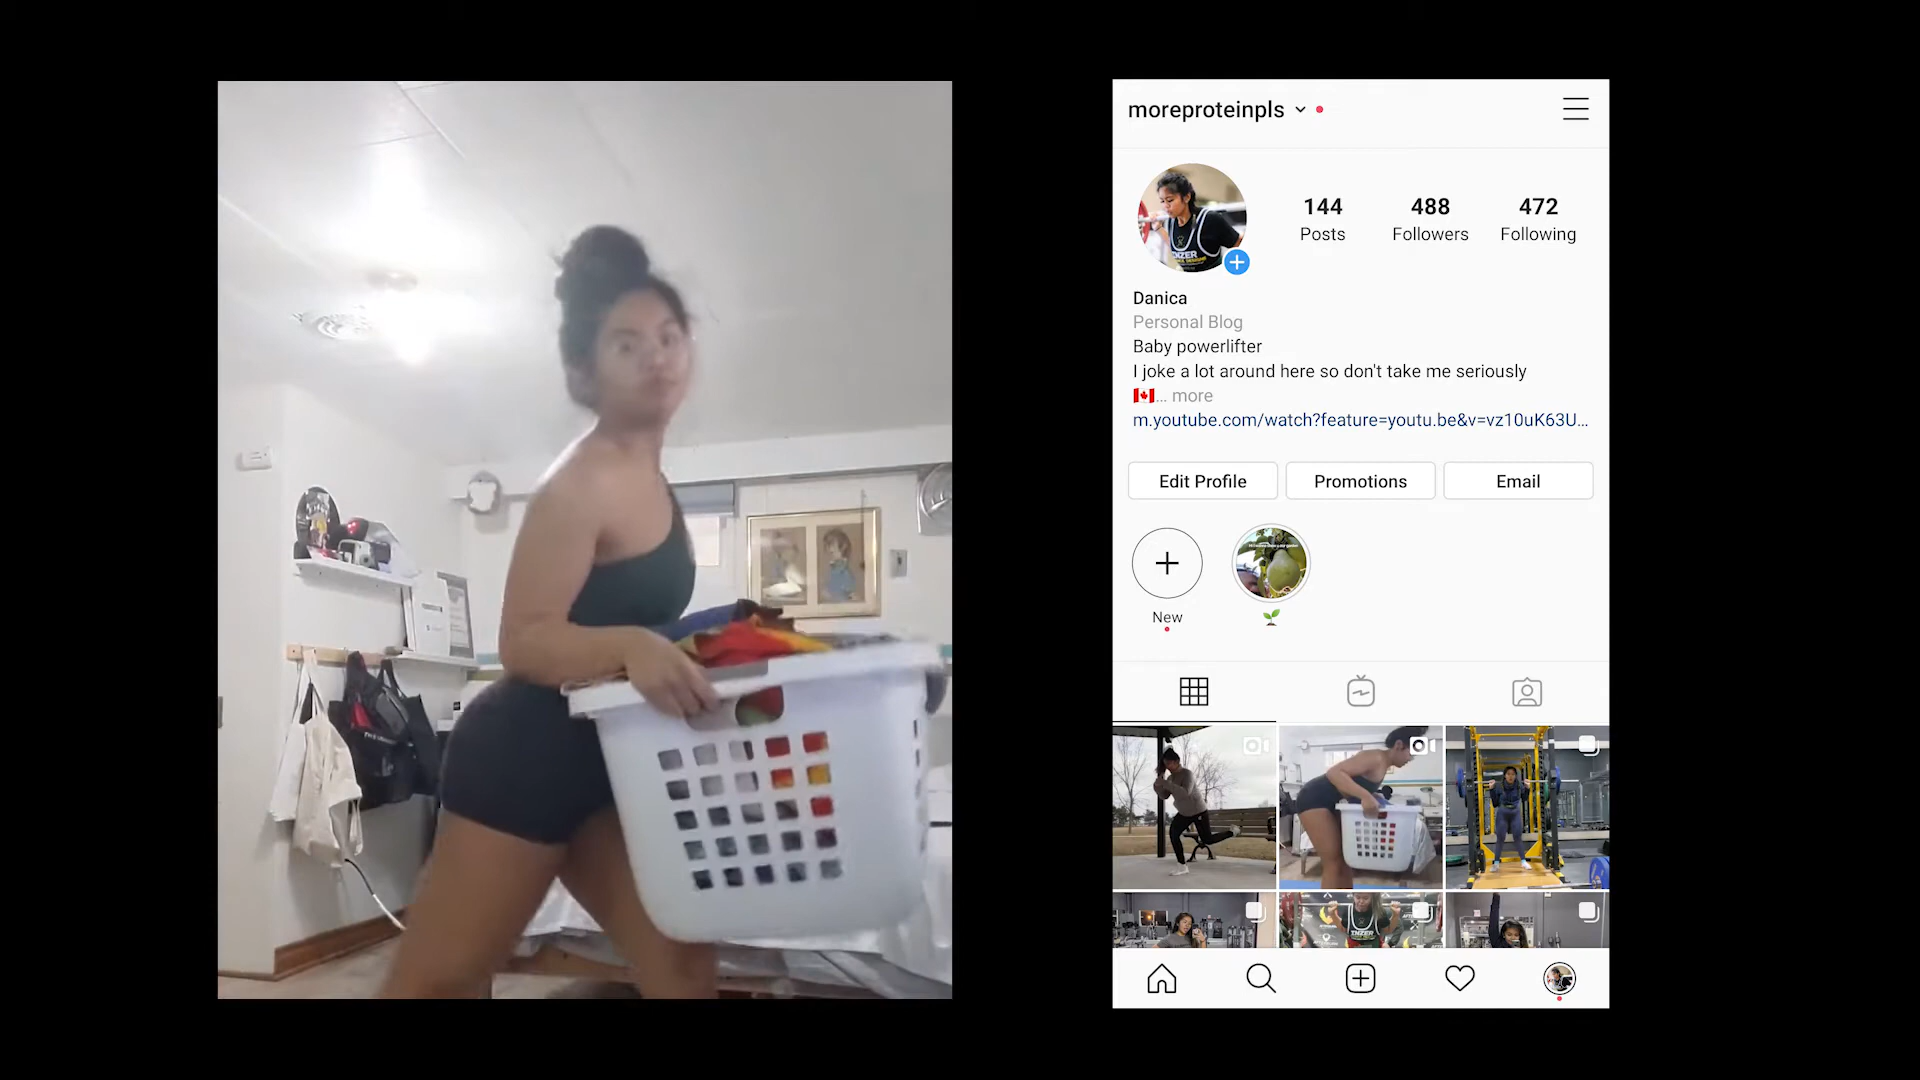 moreproteinpls
144
488
472
Posts
Followers
Following
Danica
Personal Blog
Baby powerlifter
I joke a lot around here so don't take me seriously
🇨🇦... more
m.youtube.com/watch?feature=youtu.be&v=vz10uK63U...
Edit Profile
Promotions
Email
New
🌱